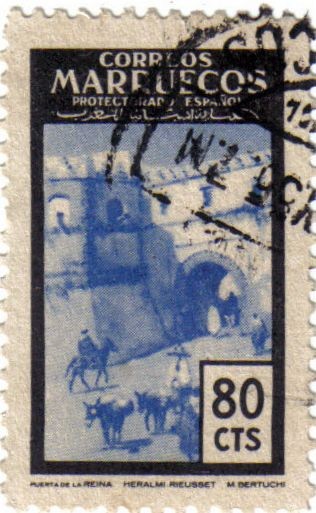 CORREOS
MARRUECOS
PROTECTORADO ESPAÑOL
80
CTS
PUERTA DE LA REINA HERALMI RIEUSSET M. BERTUCHI